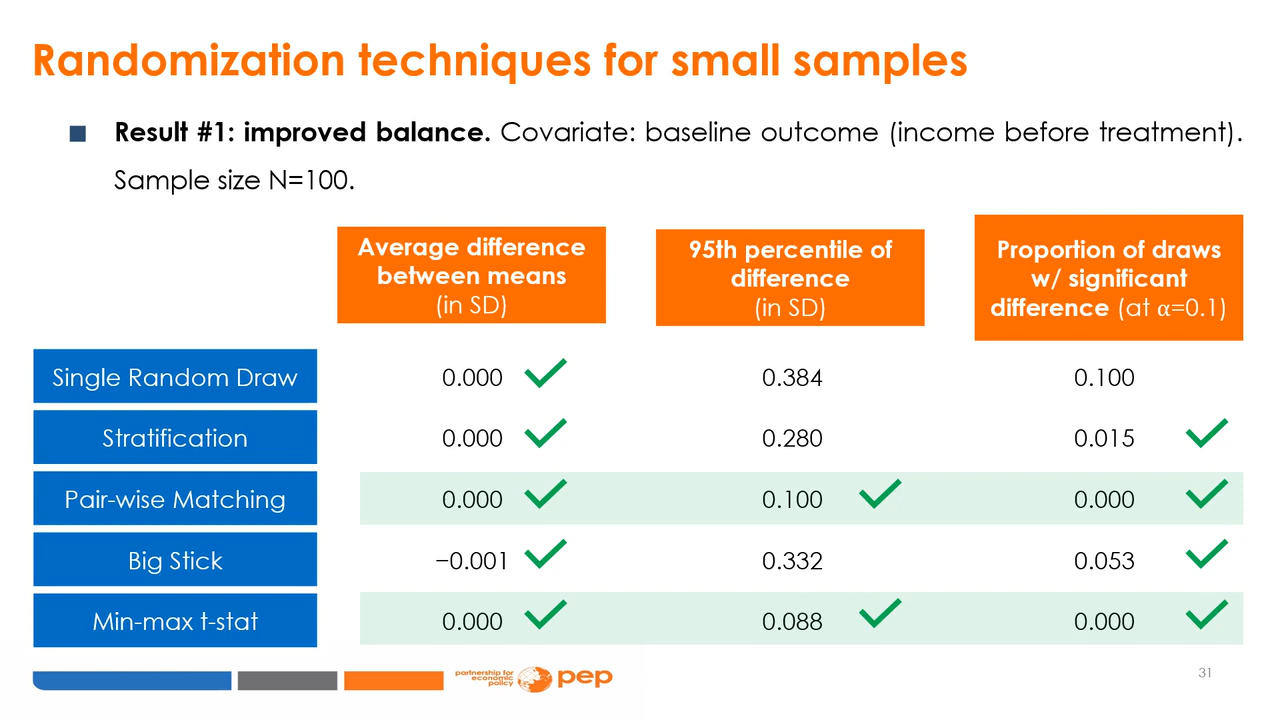 Randomization techniques for small samples
■ Result #1: improved balance. Covariate: baseline outcome (income before treatment).
Sample size N=100.
Average difference
between means
(in SD)
95th percentile of
difference
(in SD)
Proportion of draws
w/ significant
difference (at α=0.1)
Single Random Draw 0.000 ✓ 0.384 0.100
Stratification 0.000 ✓ 0.280 0.015 ✓
Pair-wise Matching 0.000 ✓ 0.100 ✓ 0.000 ✓
Big Stick −0.001 ✓ 0.332 0.053 ✓
Min-max t-stat 0.000 ✓ 0.088 ✓ 0.000 ✓
partnership for
economic
policy
pep
31